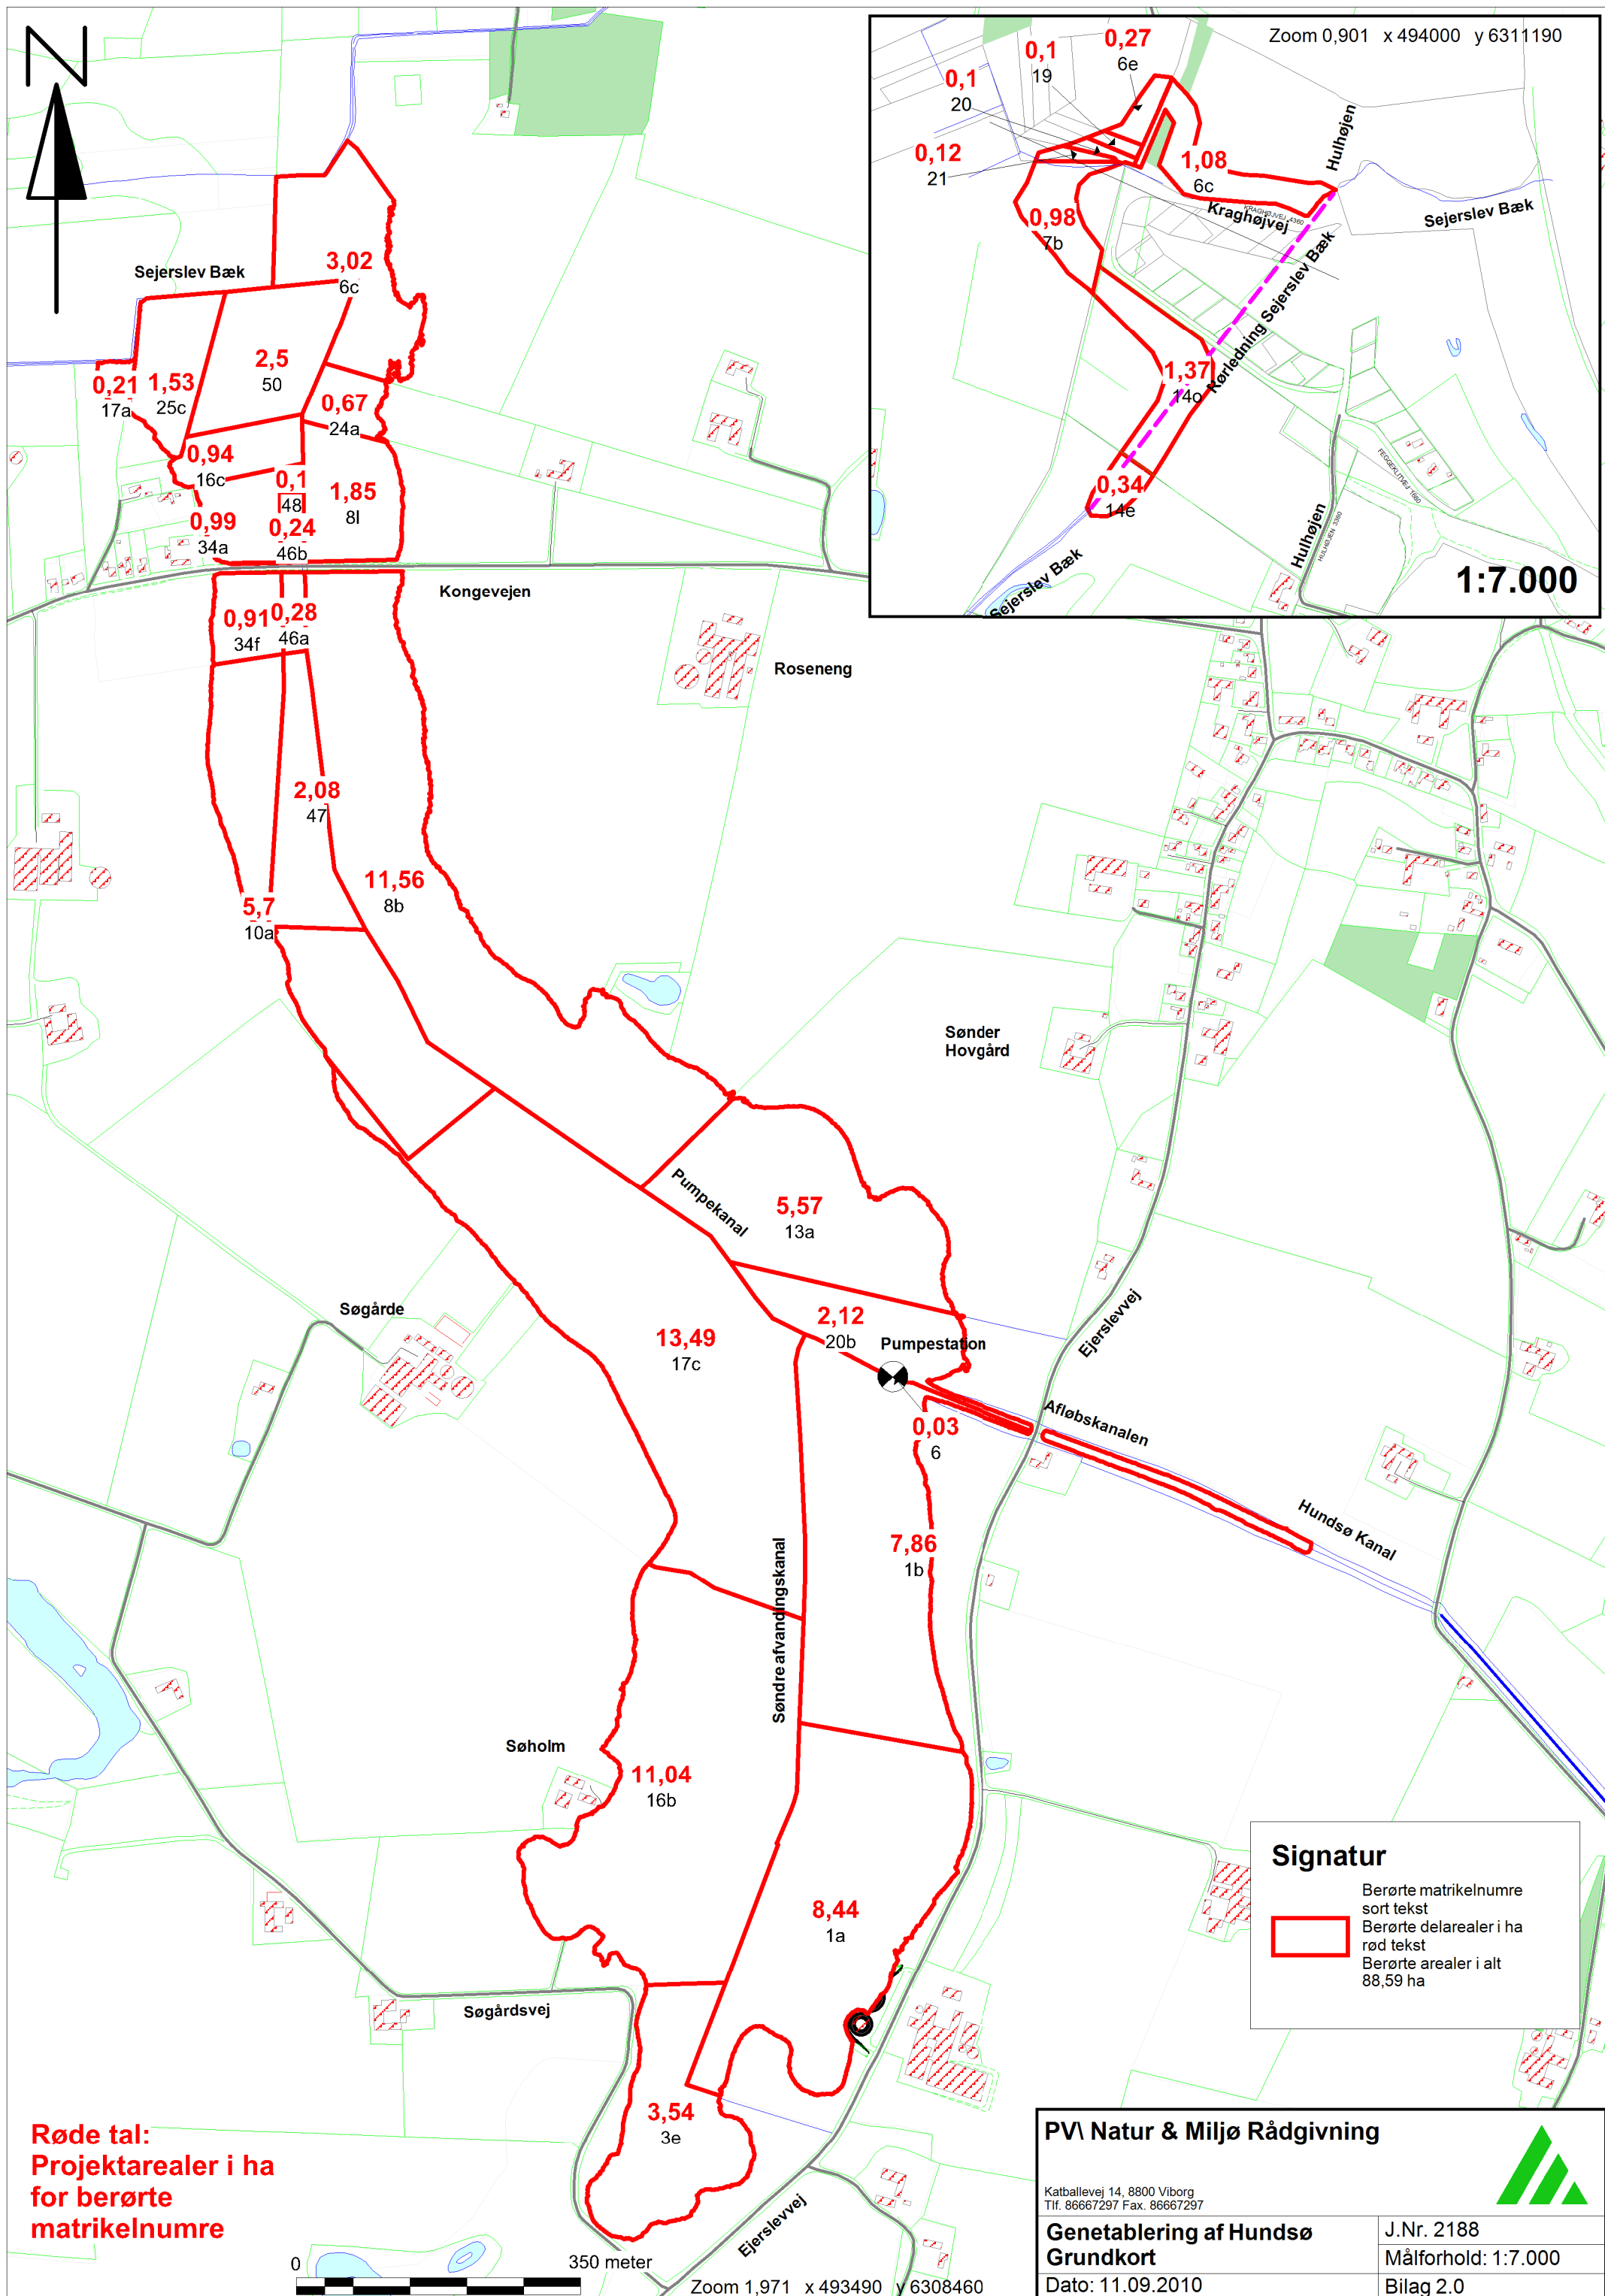 N
Zoom 0,901 x 494000 y 6311190
0,27
6e
0,1
19
0,1
20
0,12
21
1,08
6c
Hulhøjen
Kraghøjvej
KRAGHØJVEJ 4360
Sejerslev Bæk
0,98
7b
Rørledning Sejerslev Bæk
1,37
14o
0,34
14e
Hulhøjen
HULHØJEN 3360
FEGGEKLITVEJ 1660
Sejerslev Bæk
1:7.000
Sejerslev Bæk
3,02
6c
2,5
50
0,21
17a
1,53
25c
0,67
24a
0,94
16c
0,1
48
1,85
8l
0,99
34a
0,24
46b
Kongevejen
0,91
34f
0,28
46a
Roseneng
2,08
47
11,56
8b
5,7
10a
Sønder
Hovgård
Pumpekanal
5,57
13a
Søgårde
13,49
17c
2,12
20b
Pumpestation
Ejerslevvej
0,03
6
Afløbskanalen
Hundsø Kanal
7,86
1b
Søndreafvandingskanal
Søholm
11,04
16b
8,44
1a
Signatur
Berørte matrikelnumre
sort tekst
Berørte delarealer i ha
rød tekst
Berørte arealer i alt
88,59 ha
Søgårdsvej
3,54
3e
Ejerslevvej
Røde tal:
Projektarealer i ha
for berørte
matrikelnumre
0 350 meter
Zoom 1,971 x 493490 y 6308460
PV\ Natur & Miljø Rådgivning
Katballevej 14, 8800 Viborg
Tlf. 86667297 Fax. 86667297
Genetablering af Hundsø
Grundkort
J.Nr. 2188
Målforhold: 1:7.000
Dato: 11.09.2010
Bilag 2.0